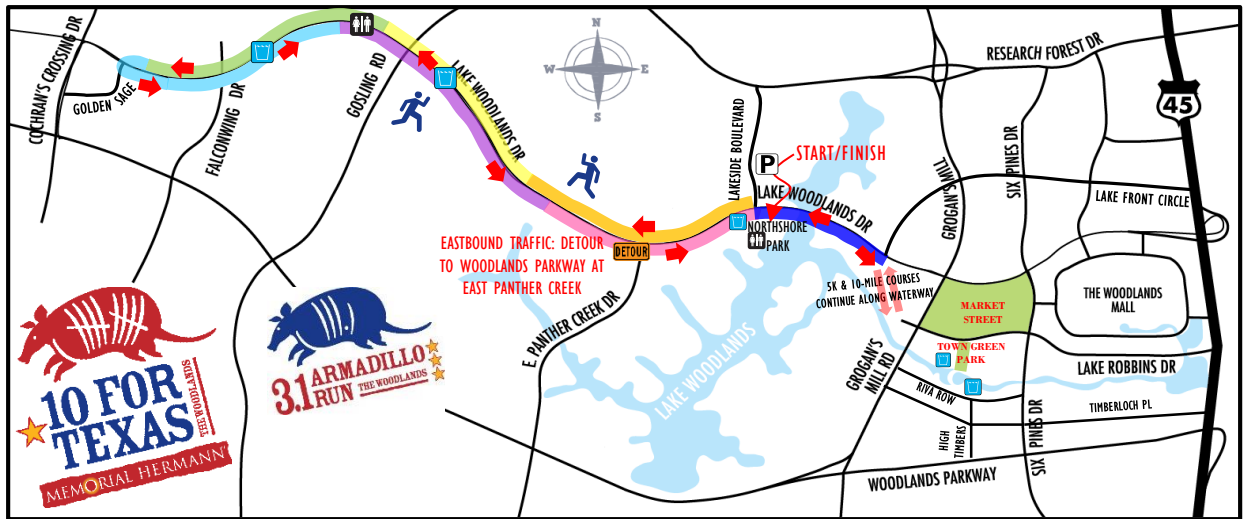 COCHRAN'S CROSSING DR
GOLDEN SAGE
FALCONWING DR
GOSLING RD
LAKE WOODLANDS DR
N
W
E
S
RESEARCH FOREST DR
45
LAKESIDE BOULEVARD
P
START/FINISH
LAKE WOODLANDS DR
GROGAN'S MILL
SIX PINES DR
LAKE FRONT CIRCLE
NORTHSHORE
PARK
EASTBOUND TRAFFIC: DETOUR
TO WOODLANDS PARKWAY AT
EAST PANTHER CREEK
DETOUR
5K & 10-MILE COURSES
CONTINUE ALONG WATERWAY
MARKET
STREET
THE WOODLANDS
MALL
E. PANTHER CREEK DR
LAKE WOODLANDS
GROGAN'S
MILL RD
TOWN GREEN
PARK
LAKE ROBBINS DR
RIVA ROW
HIGH
TIMBERS
TIMBERLOCH PL
SIX PINES DR
WOODLANDS PARKWAY
10 FOR
TEXAS
THE WOODLANDS
MEMORIAL HERMANN
3.1 ARMADILLO
RUN THE WOODLANDS